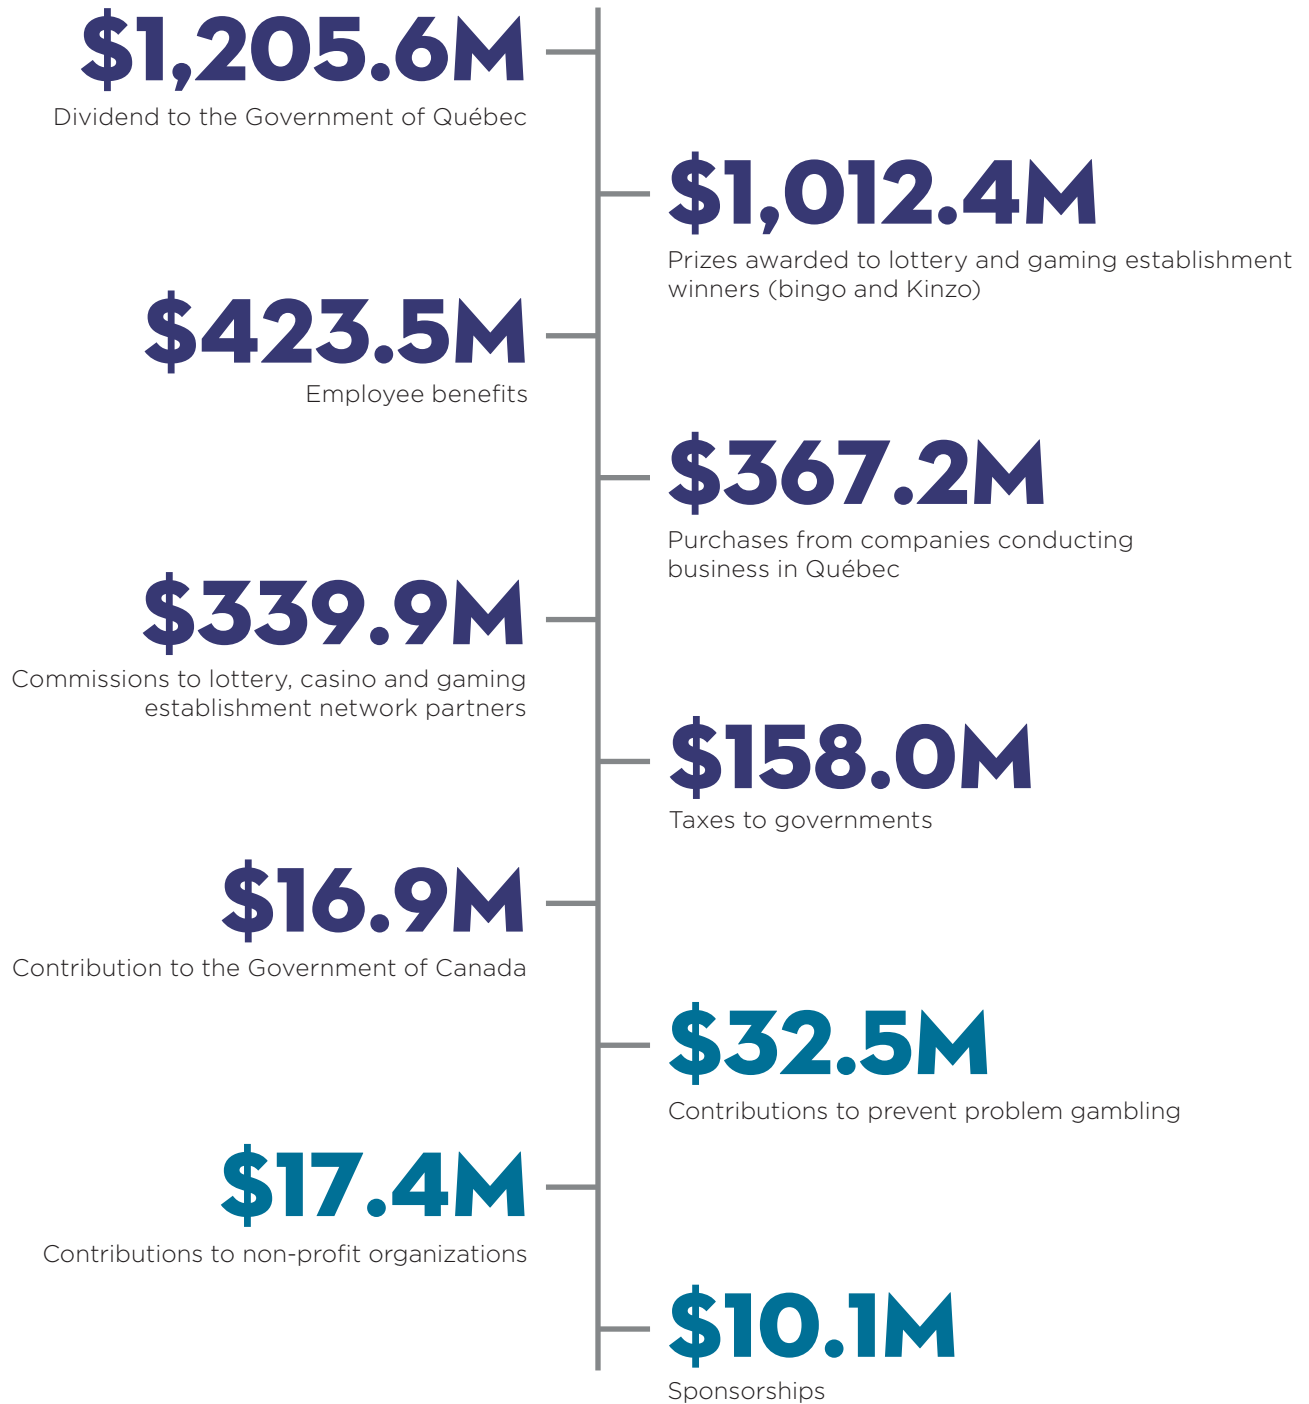 $1,205.6M
Dividend to the Government of Québec
$1,012.4M
Prizes awarded to lottery and gaming establishment
winners (bingo and Kinzo)
$423.5M
Employee benefits
$367.2M
Purchases from companies conducting
business in Québec
$339.9M
Commissions to lottery, casino and gaming
establishment network partners
$158.0M
Taxes to governments
$16.9M
Contribution to the Government of Canada
$32.5M
Contributions to prevent problem gambling
$17.4M
Contributions to non-profit organizations
$10.1M
Sponsorships